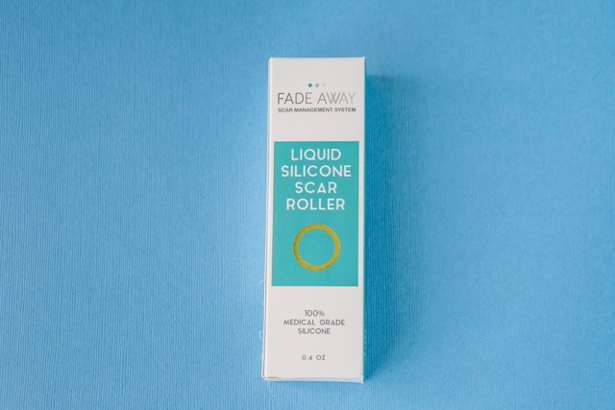 FADE AWAY
SCAR MANAGEMENT SYSTEM
LIQUID
SILICONE
SCAR
ROLLER
100%
MEDICAL GRADE
SILICONE
0.4 OZ